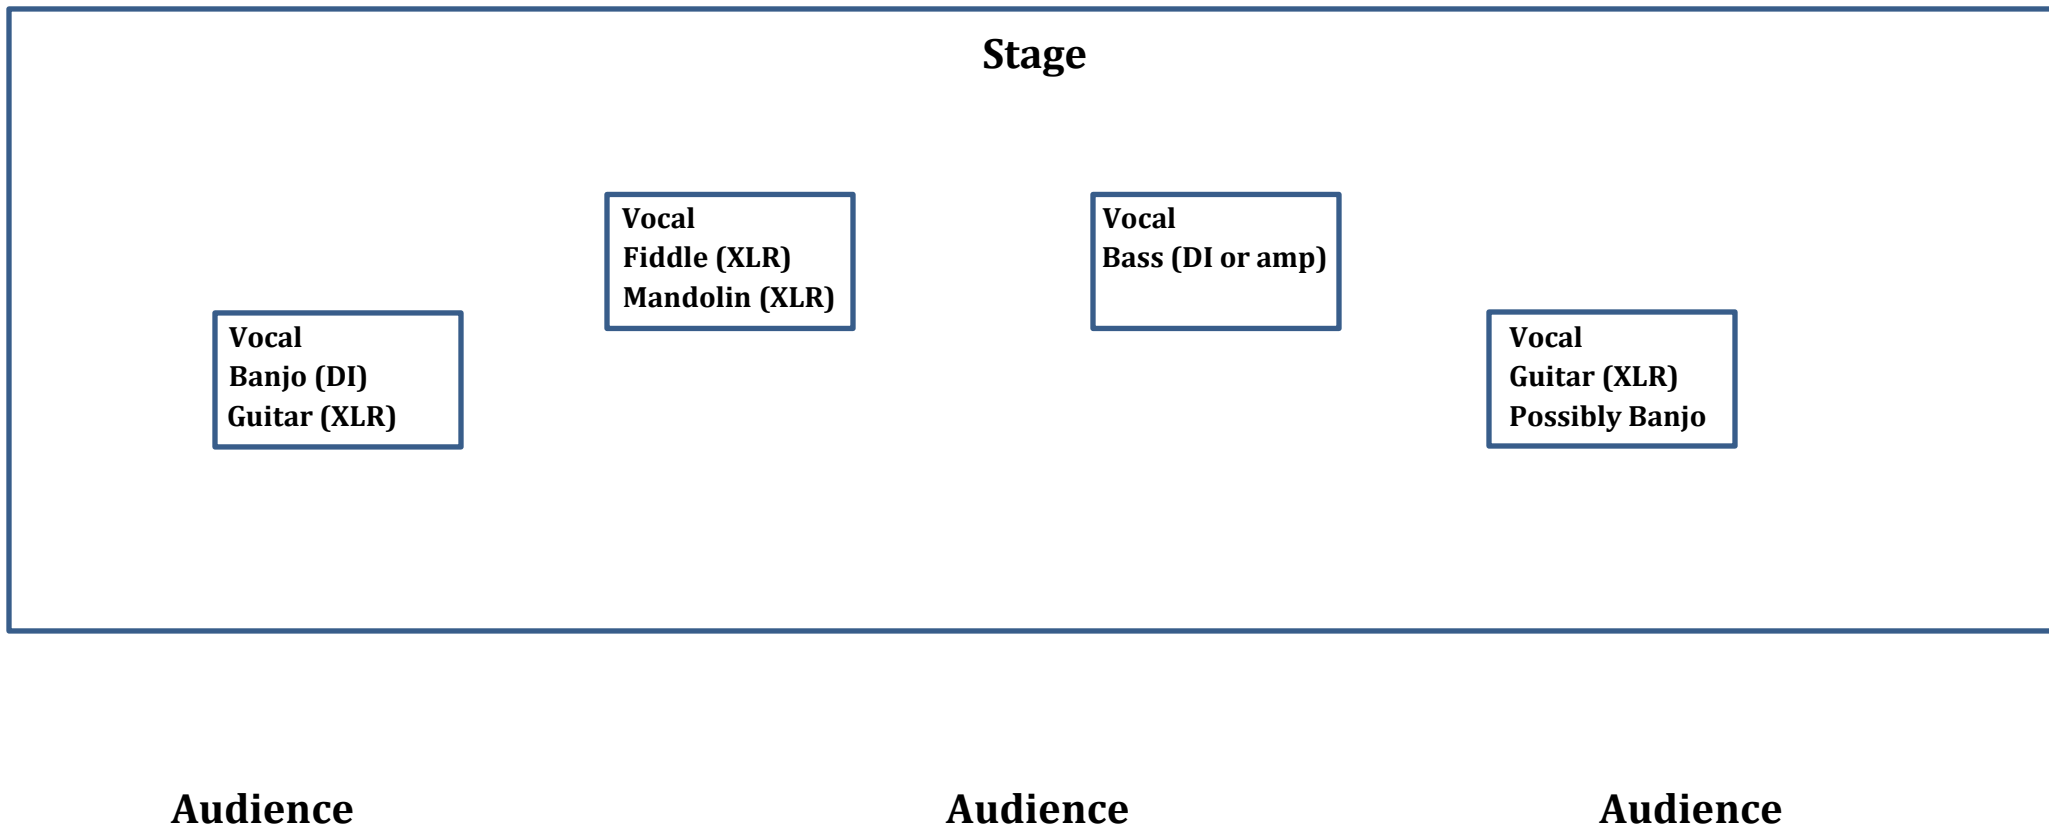 Stage
Vocal
Fiddle (XLR)
Mandolin (XLR)
Vocal
Bass (DI or amp)
Vocal
Banjo (DI)
Guitar (XLR)
Vocal
Guitar (XLR)
Possibly Banjo
Audience
Audience
Audience